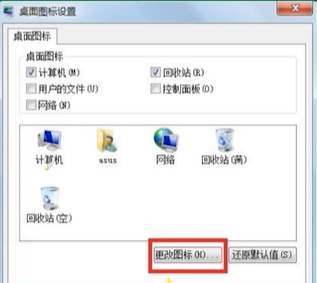 桌面图标设置
桌面图标
桌面图标
计算机(M) 回收站(R)
用户的文件(U) 控制面板(O)
网络(N)
计算机 asus 网络 回收站(满)
回收站(空)
更改图标(H)... 还原默认值(S)